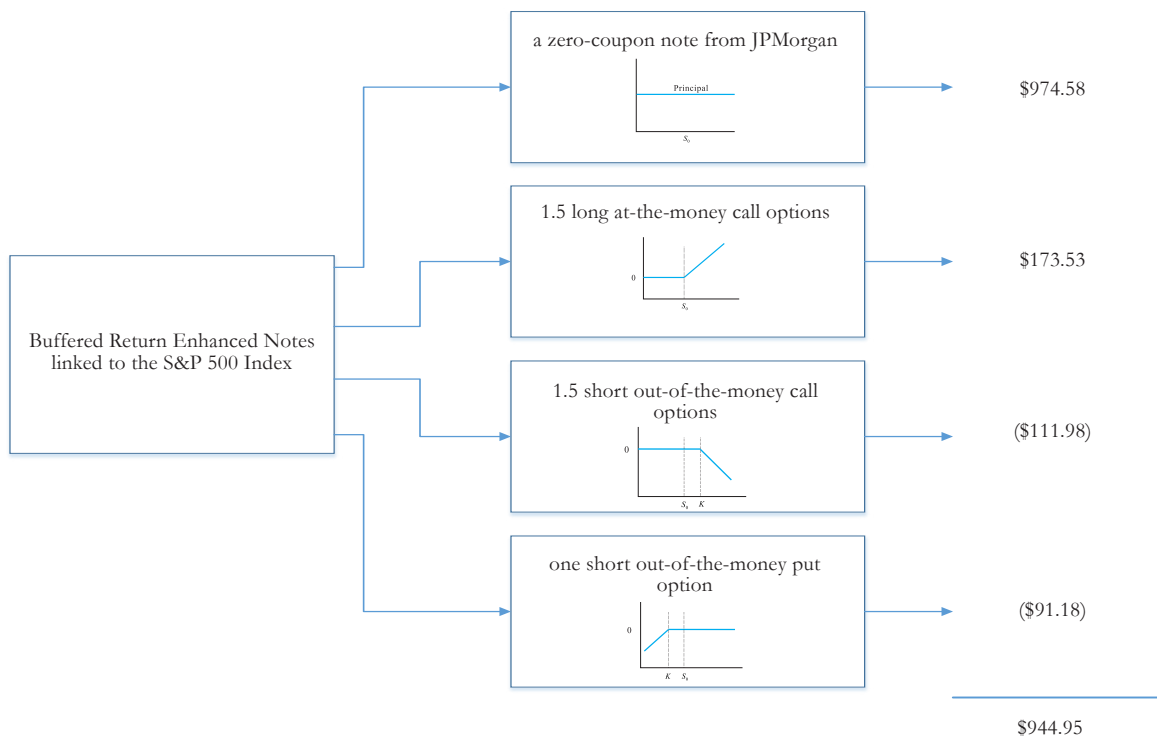 a zero-coupon note from JPMorgan
Principal
S₀
$974.58
1.5 long at-the-money call options
0
S₀
$173.53
Buffered Return Enhanced Notes
linked to the S&P 500 Index
1.5 short out-of-the-money call
options
0
S₀ K
($111.98)
one short out-of-the-money put
option
0
K S₀
($91.18)
$944.95